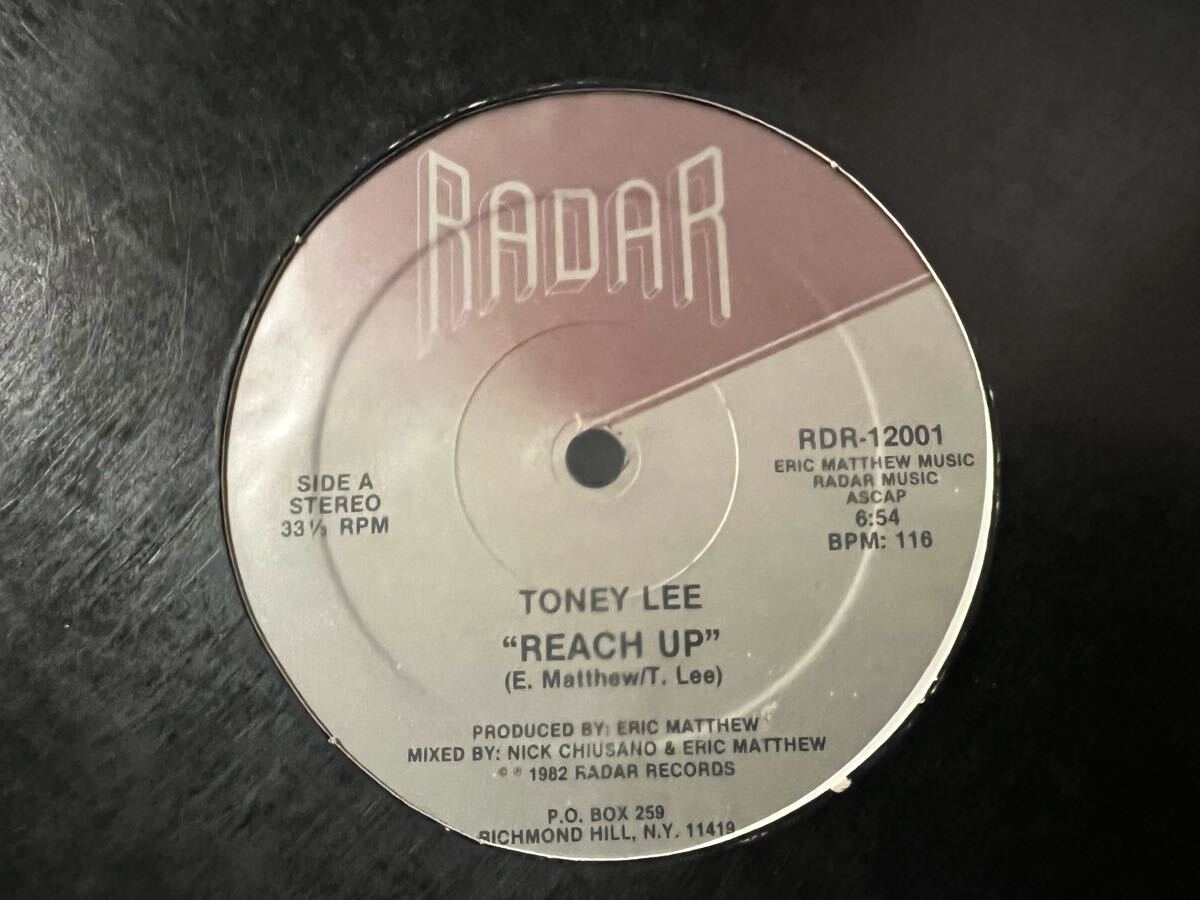 RADAR
RDR-12001
ERIC MATTHEW MUSIC
RADAR MUSIC
ASCAP
6:54
BPM: 116
SIDE A
STEREO
33⅓ RPM
TONEY LEE
“REACH UP”
(E. Matthew/T. Lee)
PRODUCED BY: ERIC MATTHEW
MIXED BY: NICK CHIUSANO & ERIC MATTHEW
© ℗ 1982 RADAR RECORDS
P.O. BOX 259
RICHMOND HILL, N.Y. 11419